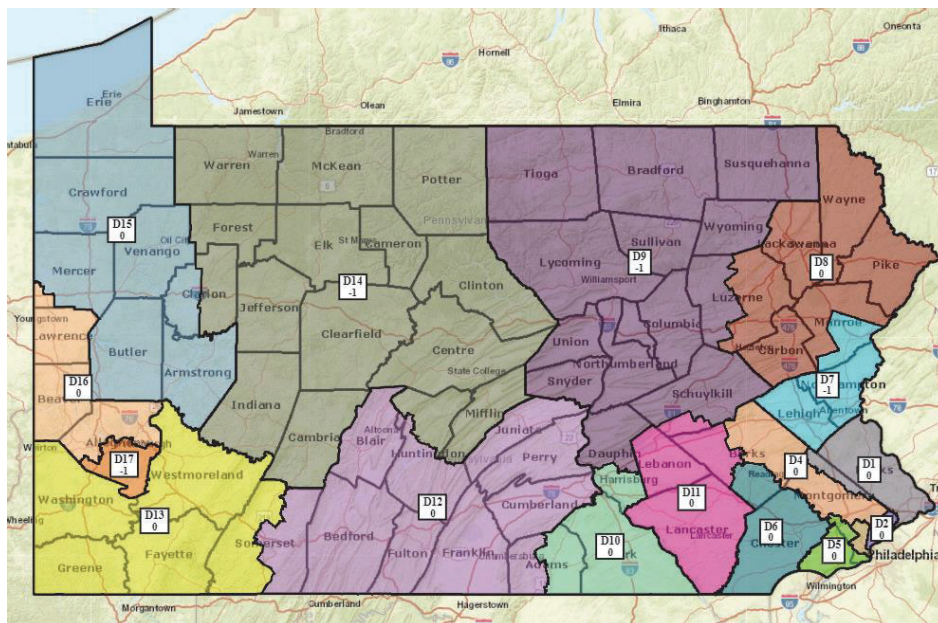 Ithaca
Oneonta
Hornell
86
88
Erie
Erie
Jamestown
Olean
Elmira
Binghamton
Warren
Warren
McKean
Bradford
Potter
Tioga
Bradford
Susquehanna
Wayne
Crawford
Forest
Elk
Cameron
Pennsylvan
Sullivan
Wyoming
D15
0
Oil City
Venango
Mercer
Clarion
D14
-1
Clinton
Lycoming
D9
-1
Williamsport
Lackawanna
D8
0
Pike
Jefferson
Luzerne
Youngstown
Lawrence
Butler
Armstrong
Clearfield
Centre
State College
Union
Columbia
Northumberland
Snyder
Monroe
Carbon
D16
0
Beaver
Indiana
Mifflin
Schuylkill
D7
-1
Northampton
Lehigh
Allentown
Cambria
Altoona
Blair
Huntingdon
Juniata
Perry
Dauphin
Harrisburg
Lebanon
Berks
D4
0
D1
0
D17
-1
Westmoreland
Washington
Wheeling
D13
0
Somerset
Bedford
D12
0
Cumberland
D11
0
Lancaster
Lancaster
Montgomery
D6
0
Chester
D2
0
D5
0
Philadelphia
Greene
Fayette
Fulton
Franklin
Adams
D10
0
Wilmington
Morgantown
Cumberland
Hagerstown